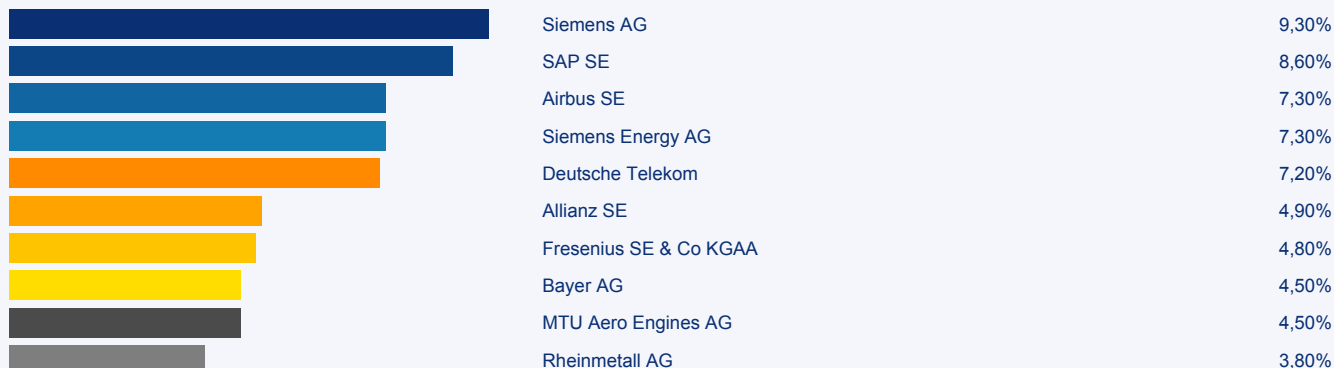 Siemens AG 9,30%
SAP SE 8,60%
Airbus SE 7,30%
Siemens Energy AG 7,30%
Deutsche Telekom 7,20%
Allianz SE 4,90%
Fresenius SE & Co KGAA 4,80%
Bayer AG 4,50%
MTU Aero Engines AG 4,50%
Rheinmetall AG 3,80%